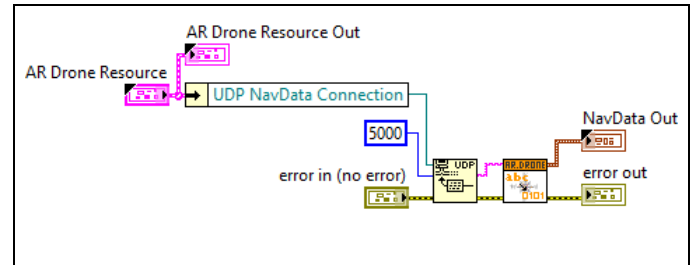 AR Drone Resource Out
AR Drone Resource
UDP NavData Connection
5000
UDP
AR.DRONE
abc
0101
NavData Out
error in (no error)
error out